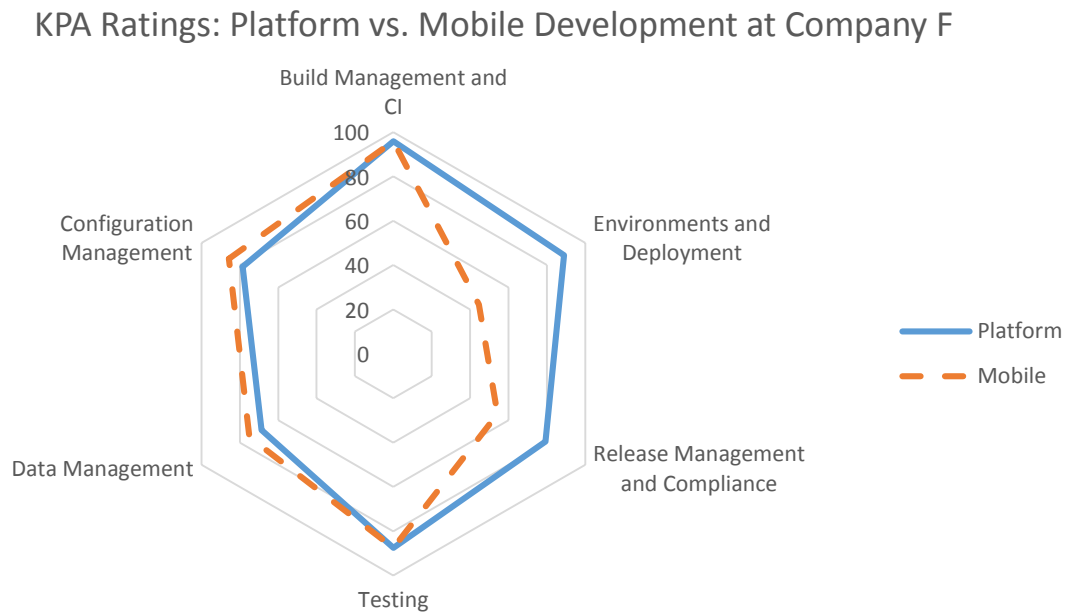 KPA Ratings: Platform vs. Mobile Development at Company F
Build Management and
CI
100
80
60
40
20
0
Environments and
Deployment
Release Management
and Compliance
Testing
Data Management
Configuration
Management
Platform
Mobile